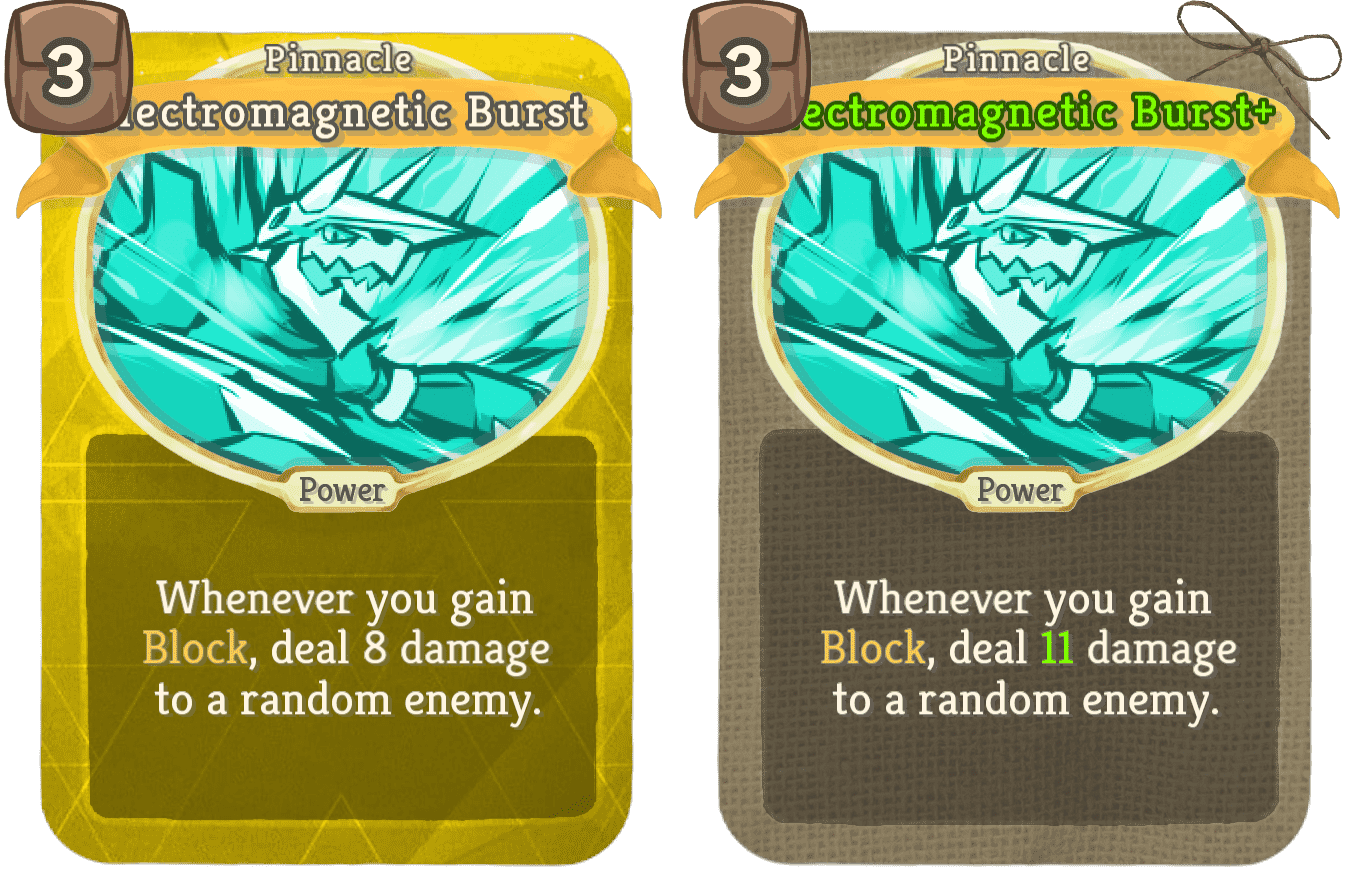 3
Pinnacle
lectromagnetic Burst
Power
Whenever you gain
Block, deal 8 damage
to a random enemy.
3
Pinnacle
ectromagnetic Burst+
Power
Whenever you gain
Block, deal 11 damage
to a random enemy.